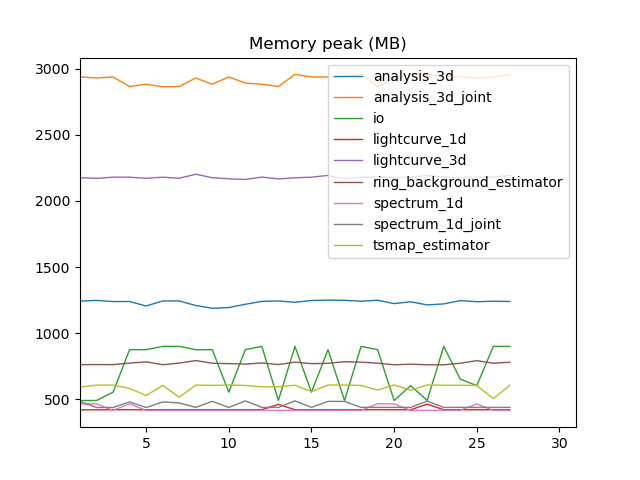 Memory peak (MB)
3000
2500
2000
1500
1000
500
5
10
15
20
25
30
analysis_3d
analysis_3d_joint
io
lightcurve_1d
lightcurve_3d
ring_background_estimator
spectrum_1d
spectrum_1d_joint
tsmap_estimator